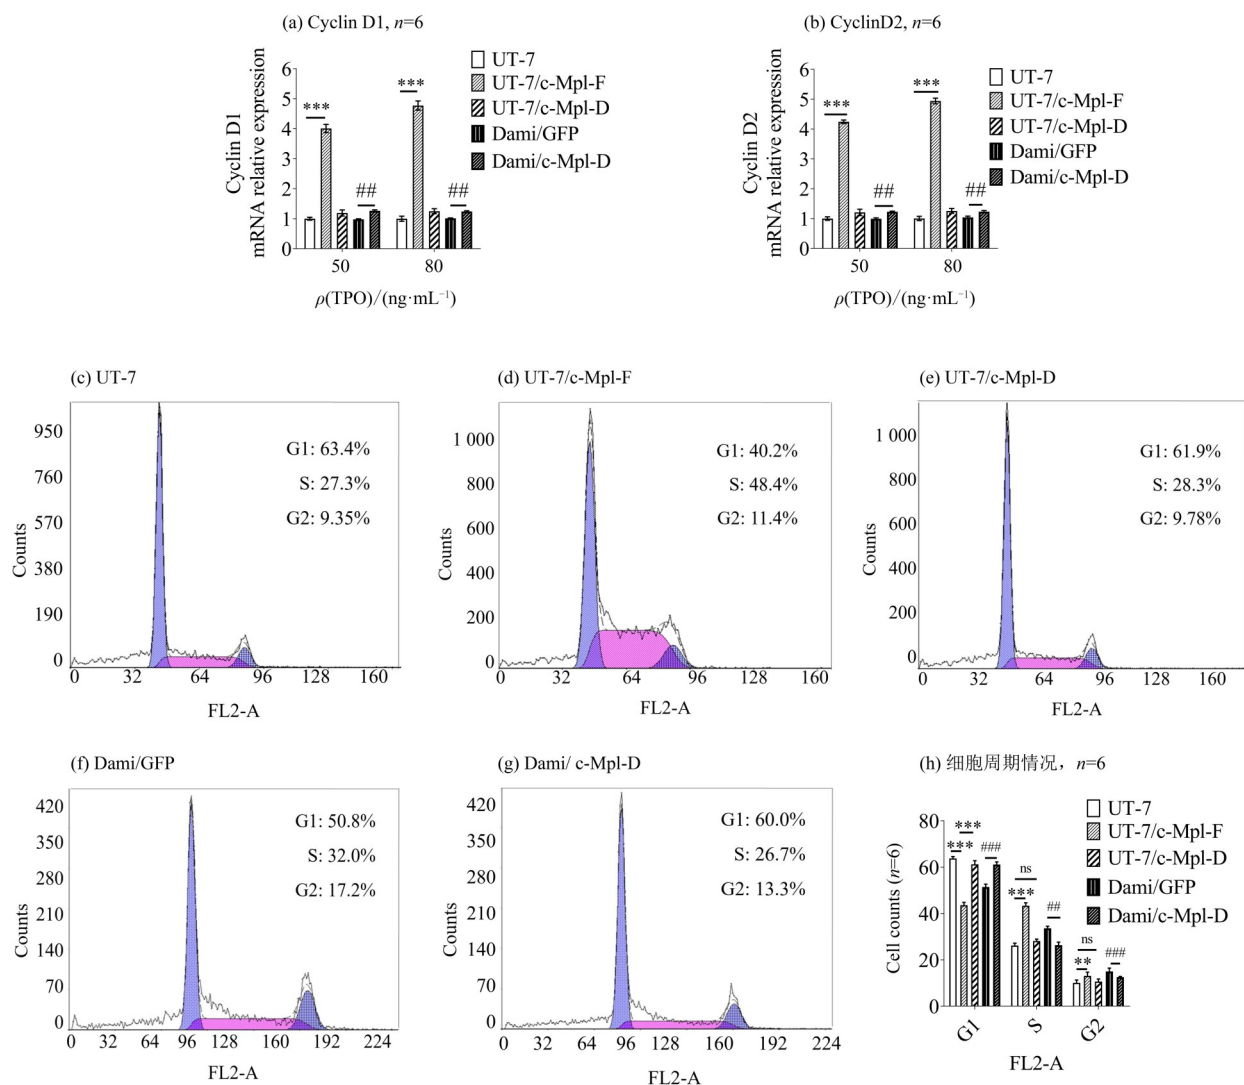 (a) Cyclin D1, n=6
Cyclin D1
mRNA relative expression
6
5
4
3
2
1
0
***
***
##
##
50
80
ρ(TPO)/(ng·mL⁻¹)
UT-7
UT-7/c-Mpl-F
UT-7/c-Mpl-D
Dami/GFP
Dami/c-Mpl-D
(b) CyclinD2, n=6
Cyclin D2
mRNA relative expression
6
5
4
3
2
1
0
***
***
##
##
50
80
ρ(TPO)/(ng·mL⁻¹)
UT-7
UT-7/c-Mpl-F
UT-7/c-Mpl-D
Dami/GFP
Dami/c-Mpl-D
(c) UT-7
Counts
950
760
570
380
190
0
G1: 63.4%
S: 27.3%
G2: 9.35%
0 32 64 96 128 160
FL2-A
(d) UT-7/c-Mpl-F
Counts
1 000
800
600
400
200
0
G1: 40.2%
S: 48.4%
G2: 11.4%
0 32 64 96 128 160
FL2-A
(e) UT-7/c-Mpl-D
Counts
1 000
800
600
400
200
0
G1: 61.9%
S: 28.3%
G2: 9.78%
0 32 64 96 128 160
FL2-A
(f) Dami/GFP
Counts
420
350
280
210
140
70
0
G1: 50.8%
S: 32.0%
G2: 17.2%
0 32 64 96 128 160 192 224
FL2-A
(g) Dami/ c-Mpl-D
Counts
420
350
280
210
140
70
0
G1: 60.0%
S: 26.7%
G2: 13.3%
0 32 64 96 128 160 192 224
FL2-A
(h) 细胞周期情况，n=6
Cell counts (n=6)
80
60
40
20
0
***
*** ###
ns
***
##
ns
**
###
G1
S
G2
FL2-A
UT-7
UT-7/c-Mpl-F
UT-7/c-Mpl-D
Dami/GFP
Dami/c-Mpl-D